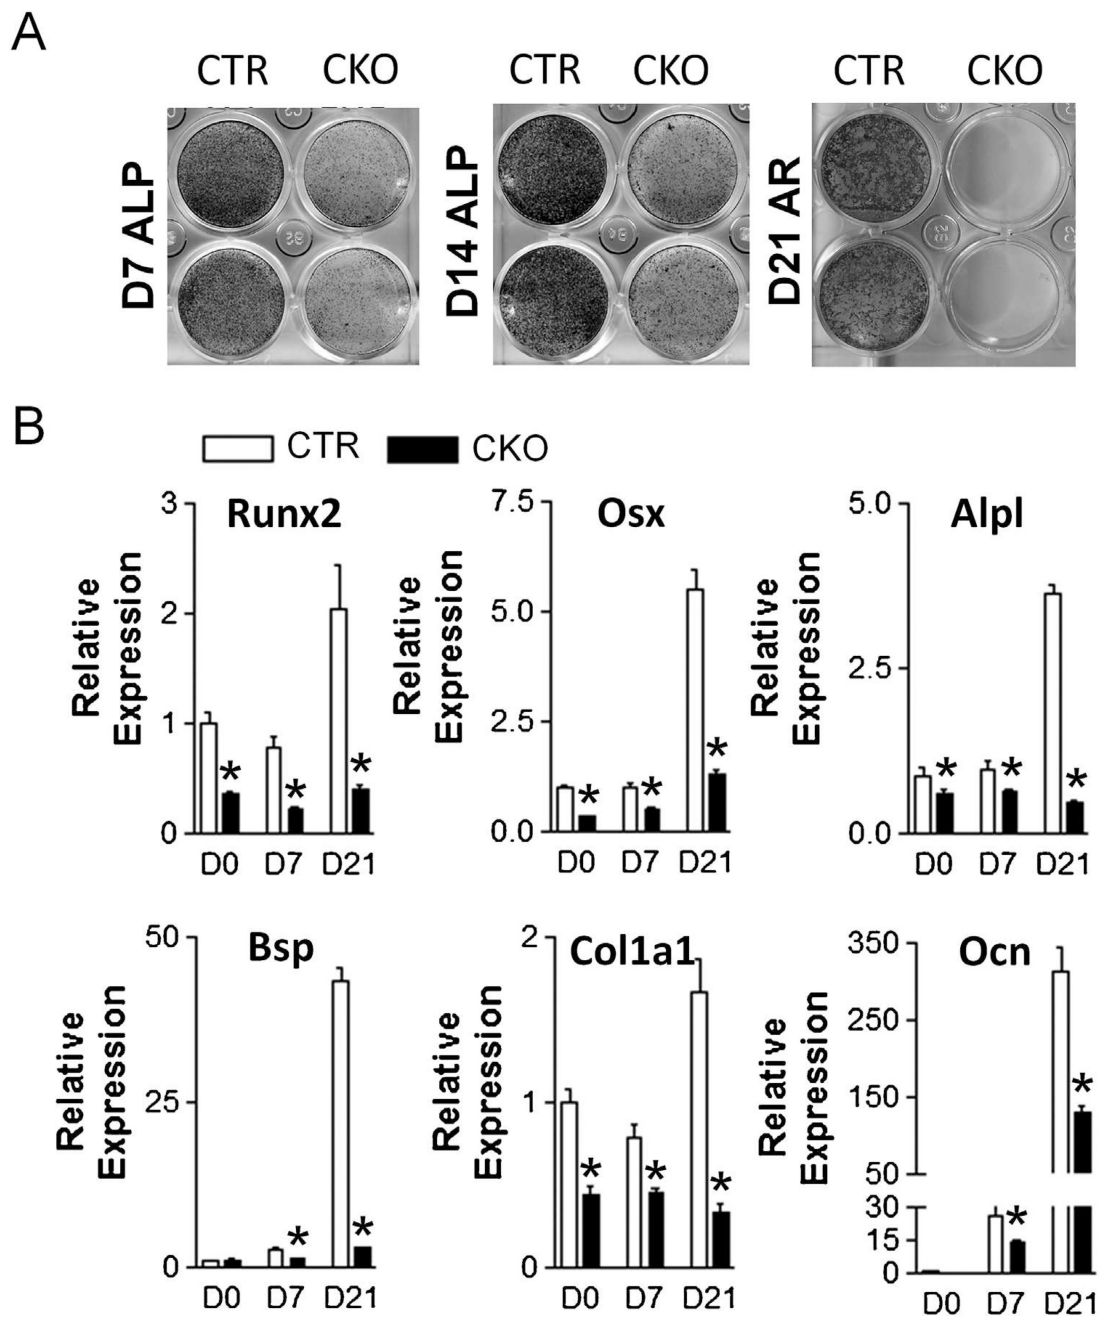 A
CTR CKO
CTR CKO
CTR CKO
D7 ALP
D14 ALP
D21 AR
B
CTR CKO
Runx2
Relative
Expression
3
2
1
0
* * *
D0 D7 D21
Osx
Relative
Expression
7.5
5.0
2.5
0.0
* * *
D0 D7 D21
Alpl
Relative
Expression
5.0
2.5
0.0
* * *
D0 D7 D21
Bsp
Relative
Expression
50
25
0
* *
D0 D7 D21
Col1a1
Relative
Expression
2
1
0
* * *
D0 D7 D21
Ocn
Relative
Expression
350
250
150
50
30
15
0
* *
D0 D7 D21